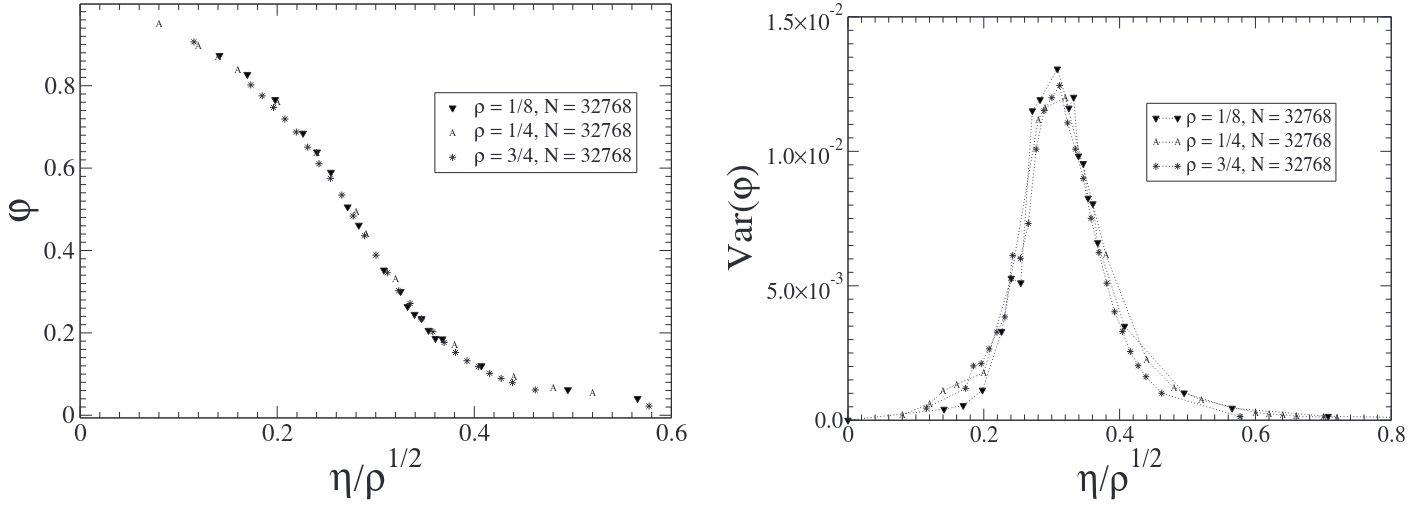 0.8
0.6
0.4
0.2
0
φ
0
0.2
0.4
0.6
η/ρ^1/2
ρ = 1/8, N = 32768
A ρ = 1/4, N = 32768
* ρ = 3/4, N = 32768
1.5×10^-2
1.0×10^-2
5.0×10^-3
0.0
Var(φ)
0
0.2
0.4
0.6
0.8
η/ρ^1/2
ρ = 1/8, N = 32768
A ρ = 1/4, N = 32768
* ρ = 3/4, N = 32768